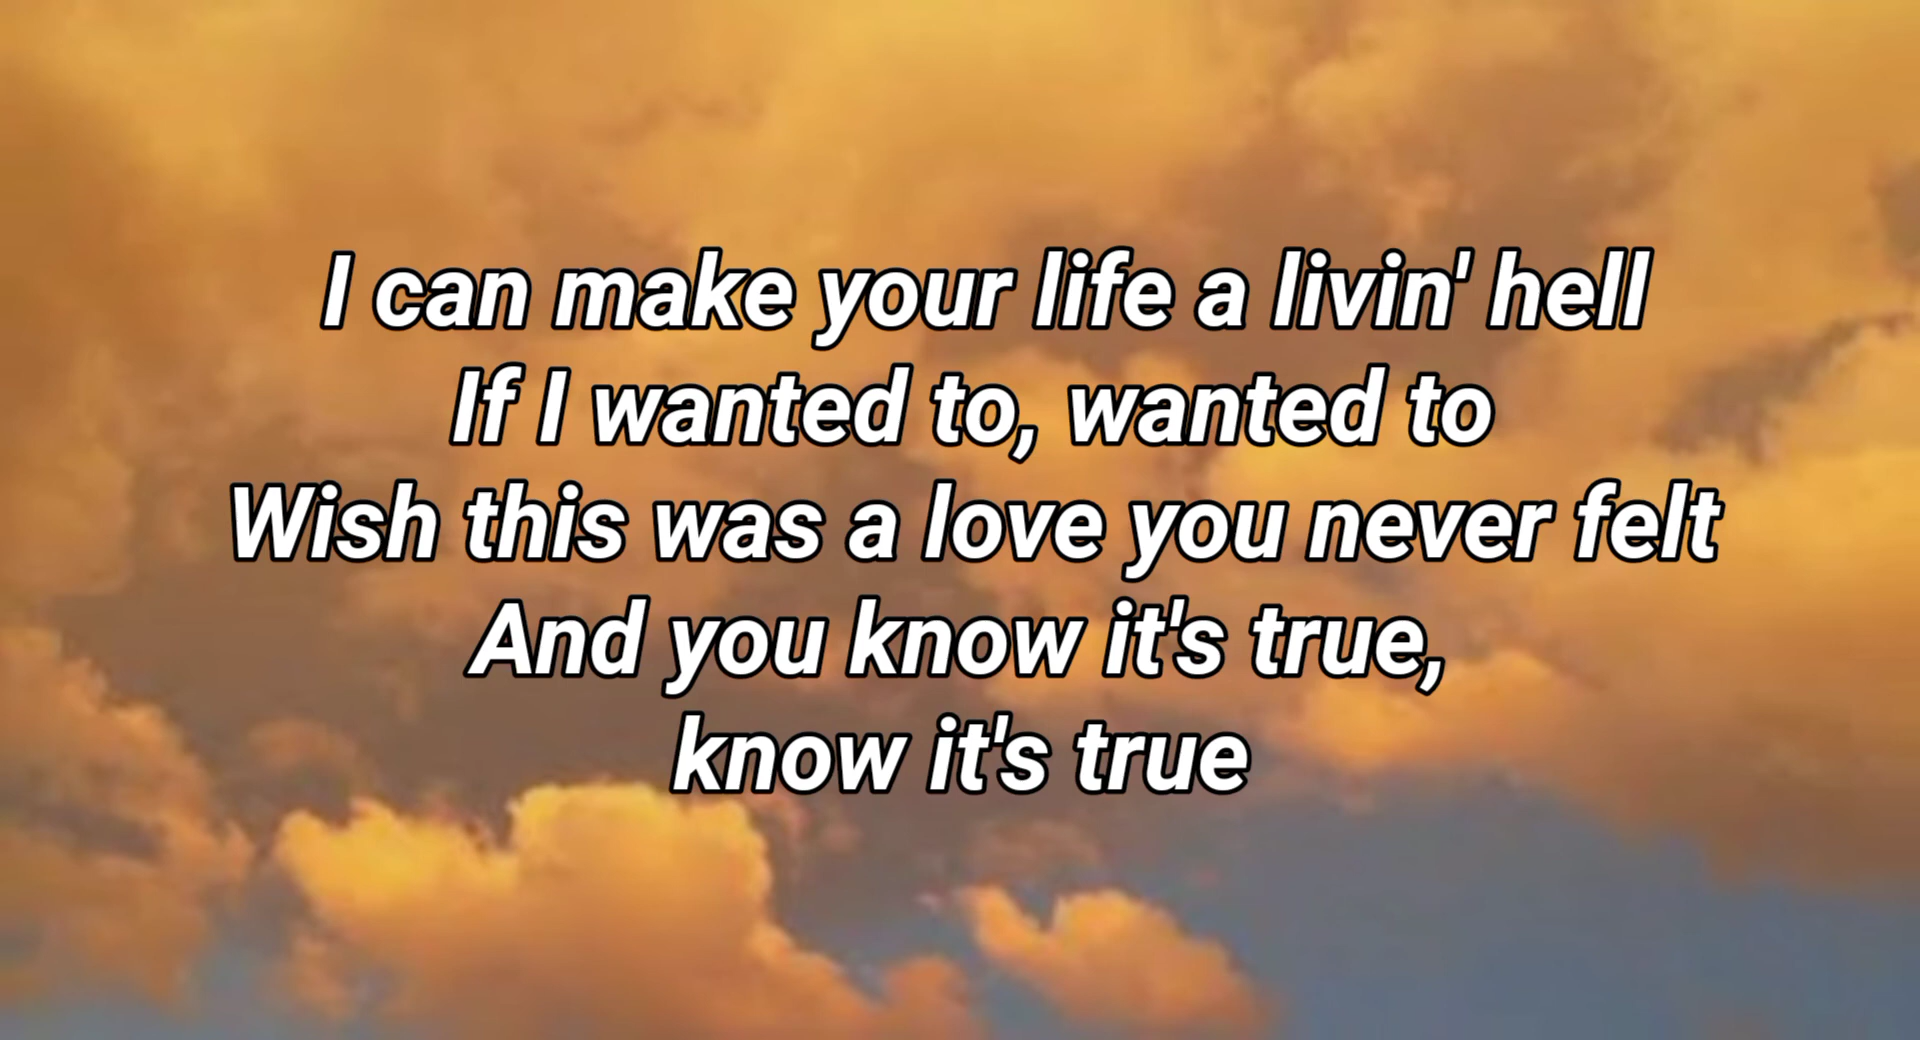 I can make your life a livin' hell
If I wanted to, wanted to
Wish this was a love you never felt
And you know it's true,
know it's true